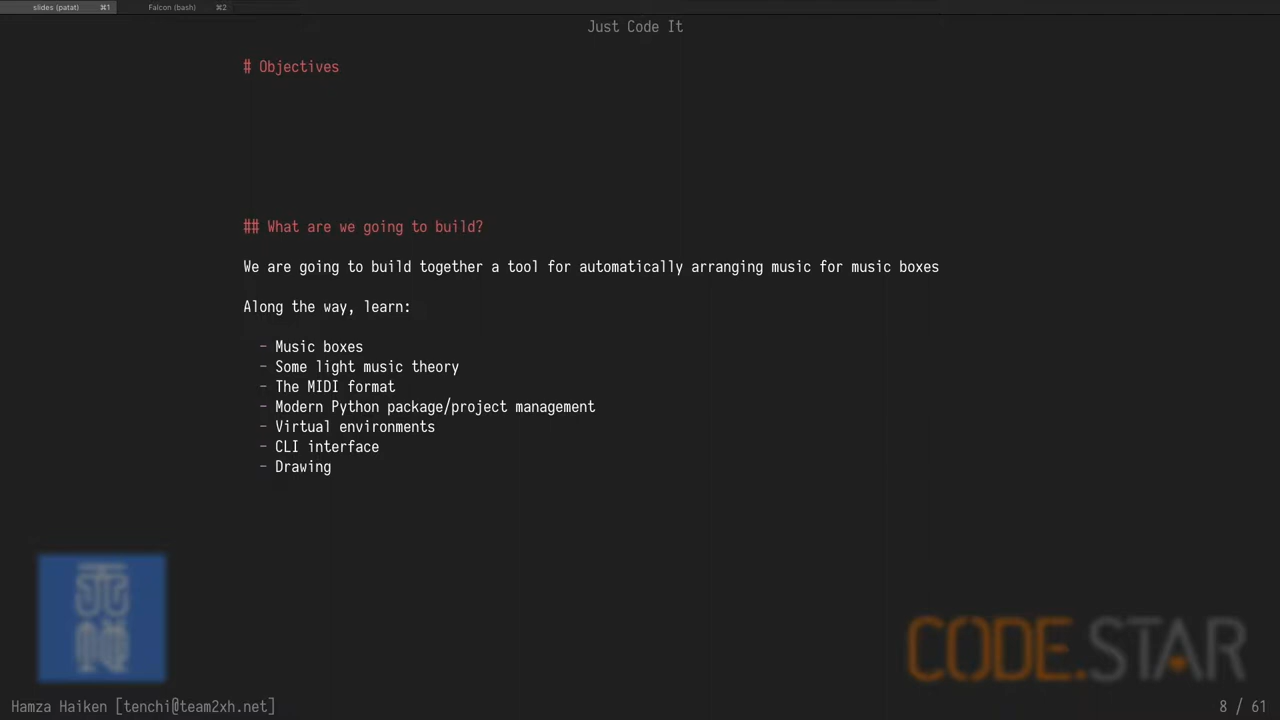 slides (patat) ⌘1 Falcon (bash) ⌘2
Just Code It
# Objectives
## What are we going to build?
We are going to build together a tool for automatically arranging music for music boxes
Along the way, learn:
- Music boxes
- Some light music theory
- The MIDI format
- Modern Python package/project management
- Virtual environments
- CLI interface
- Drawing
CODE.STAR
Hamza Haiken [tenchi@team2xh.net] 8 / 61